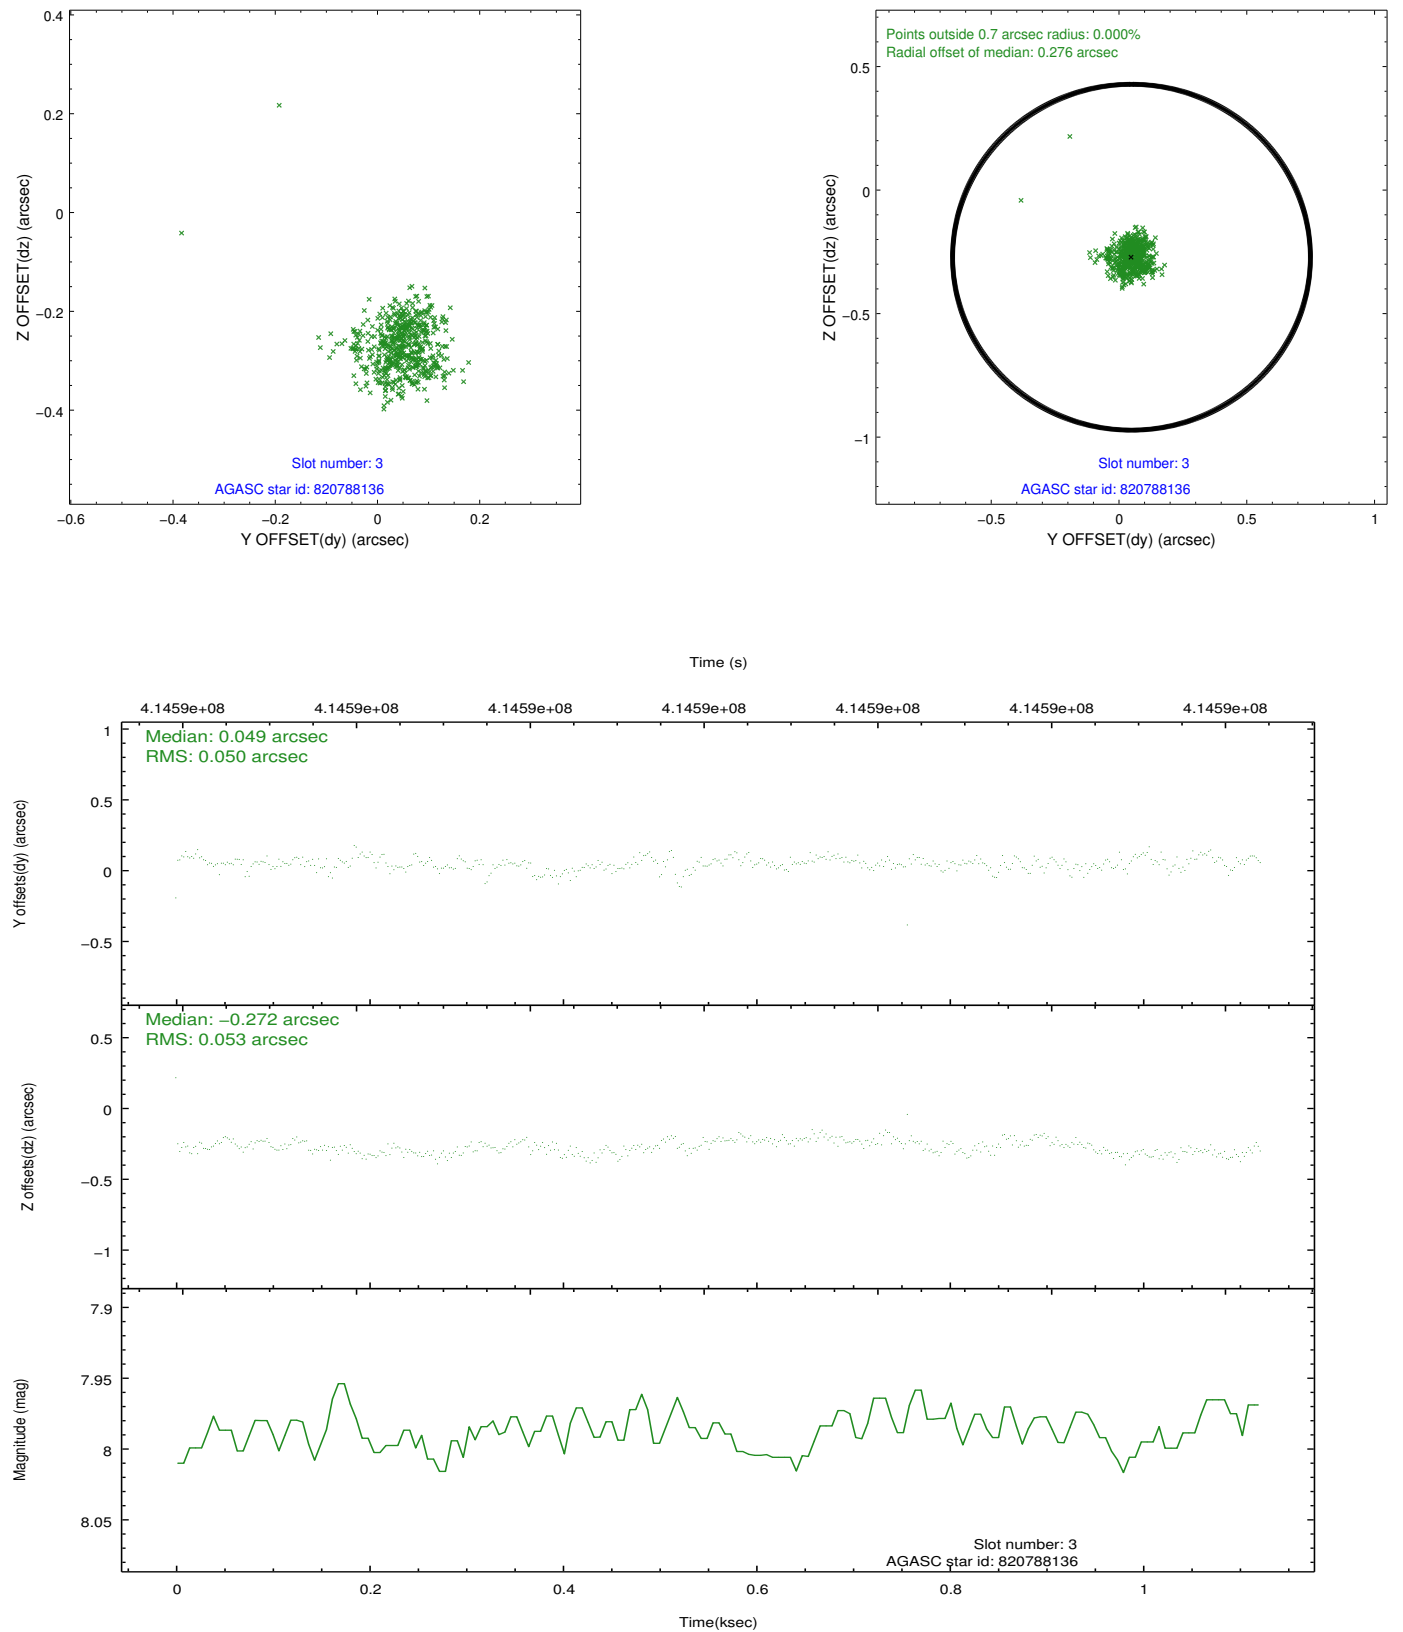 0.4
0.2
0
−0.2
−0.4
−0.6
−0.4
−0.2
0
0.2
Z OFFSET(dz) (arcsec)
Y OFFSET(dy) (arcsec)
Slot number: 3
AGASC star id: 820788136
Points outside 0.7 arcsec radius: 0.000%
Radial offset of median: 0.276 arcsec
0.5
0
−0.5
−1
−0.5
0
0.5
1
Z OFFSET(dz) (arcsec)
Y OFFSET(dy) (arcsec)
Slot number: 3
AGASC star id: 820788136
Time (s)
4.1459e+08 4.1459e+08 4.1459e+08 4.1459e+08 4.1459e+08 4.1459e+08 4.1459e+08
Median: 0.049 arcsec
RMS: 0.050 arcsec
1
0.5
0
−0.5
Y offsets(dy) (arcsec)
Median: −0.272 arcsec
RMS: 0.053 arcsec
0.5
0
−0.5
−1
Z offsets(dz) (arcsec)
7.9
7.95
8
8.05
Magnitude (mag)
Slot number: 3
AGASC star id: 820788136
0 0.2 0.4 0.6 0.8 1
Time(ksec)